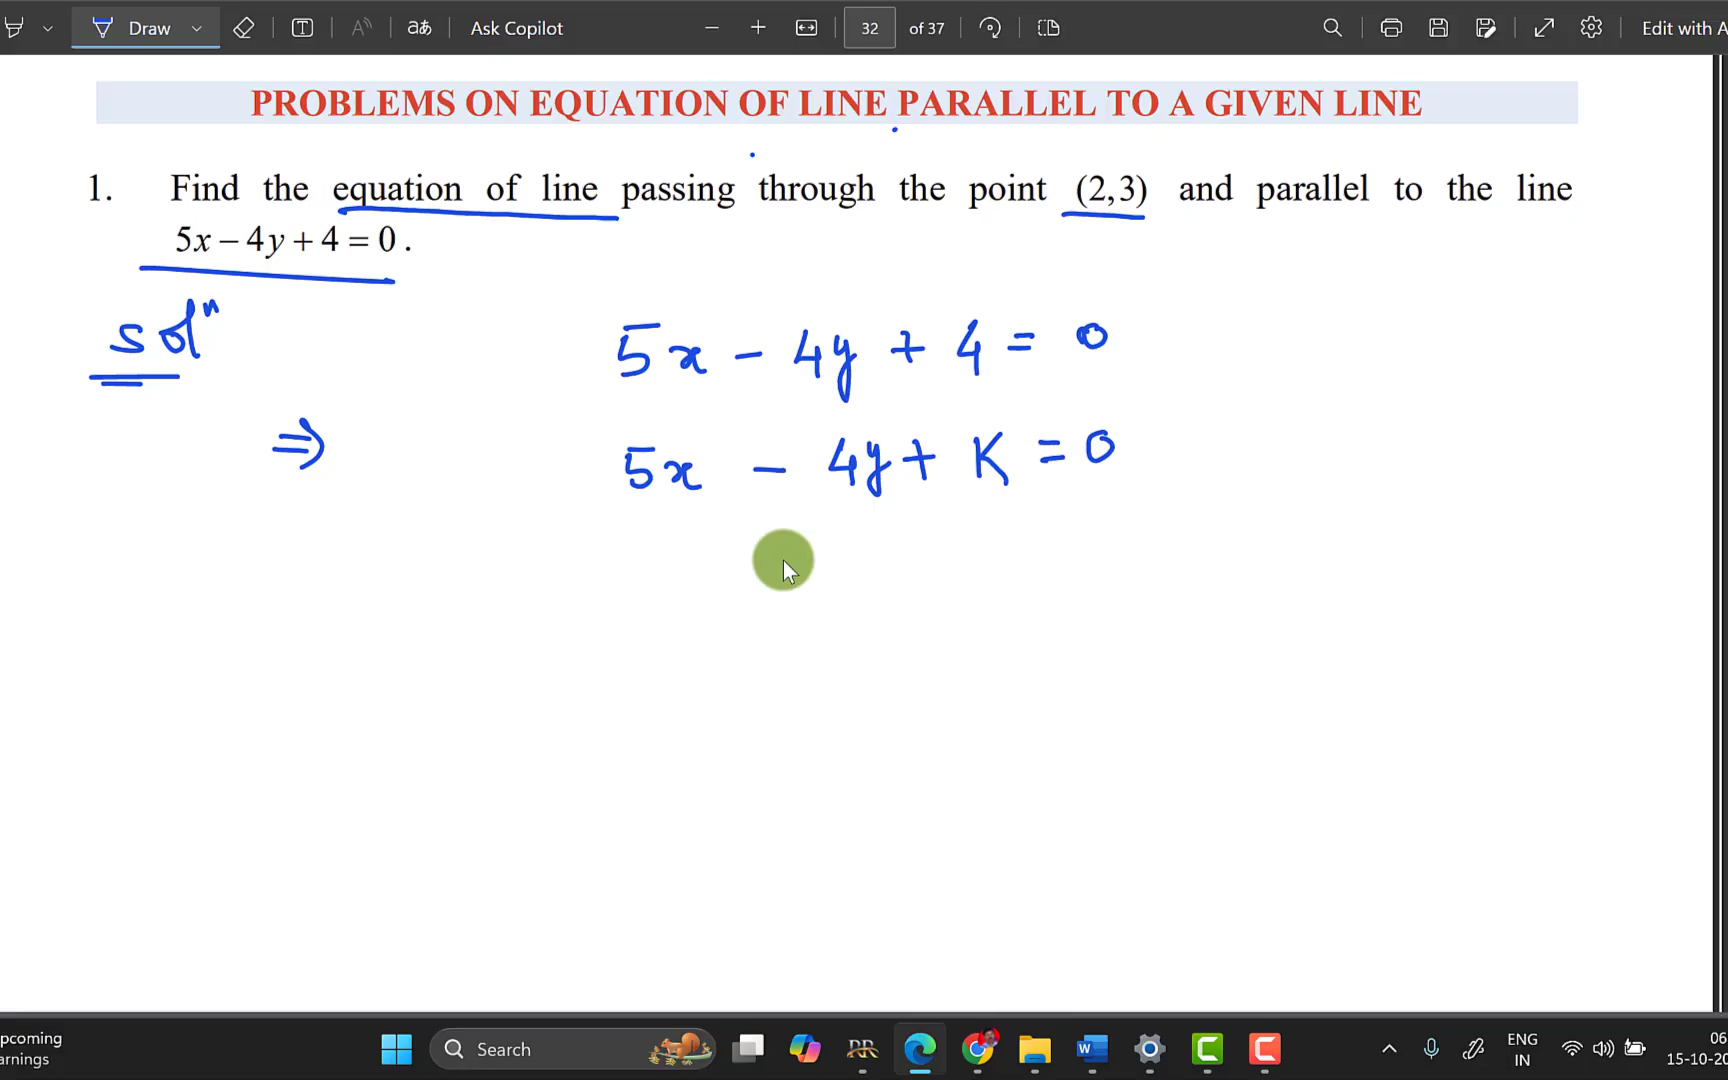 Draw
Ask Copilot
32 of 37
Edit with A
PROBLEMS ON EQUATION OF LINE PARALLEL TO A GIVEN LINE
1. Find the equation of line passing through the point (2,3) and parallel to the line
5x − 4y + 4 = 0 .
Solⁿ
5x − 4y + 4 = 0
⇒ 5x − 4y + K = 0
pcoming
arnings
Search
RR
ENG
IN
06
15-10-20